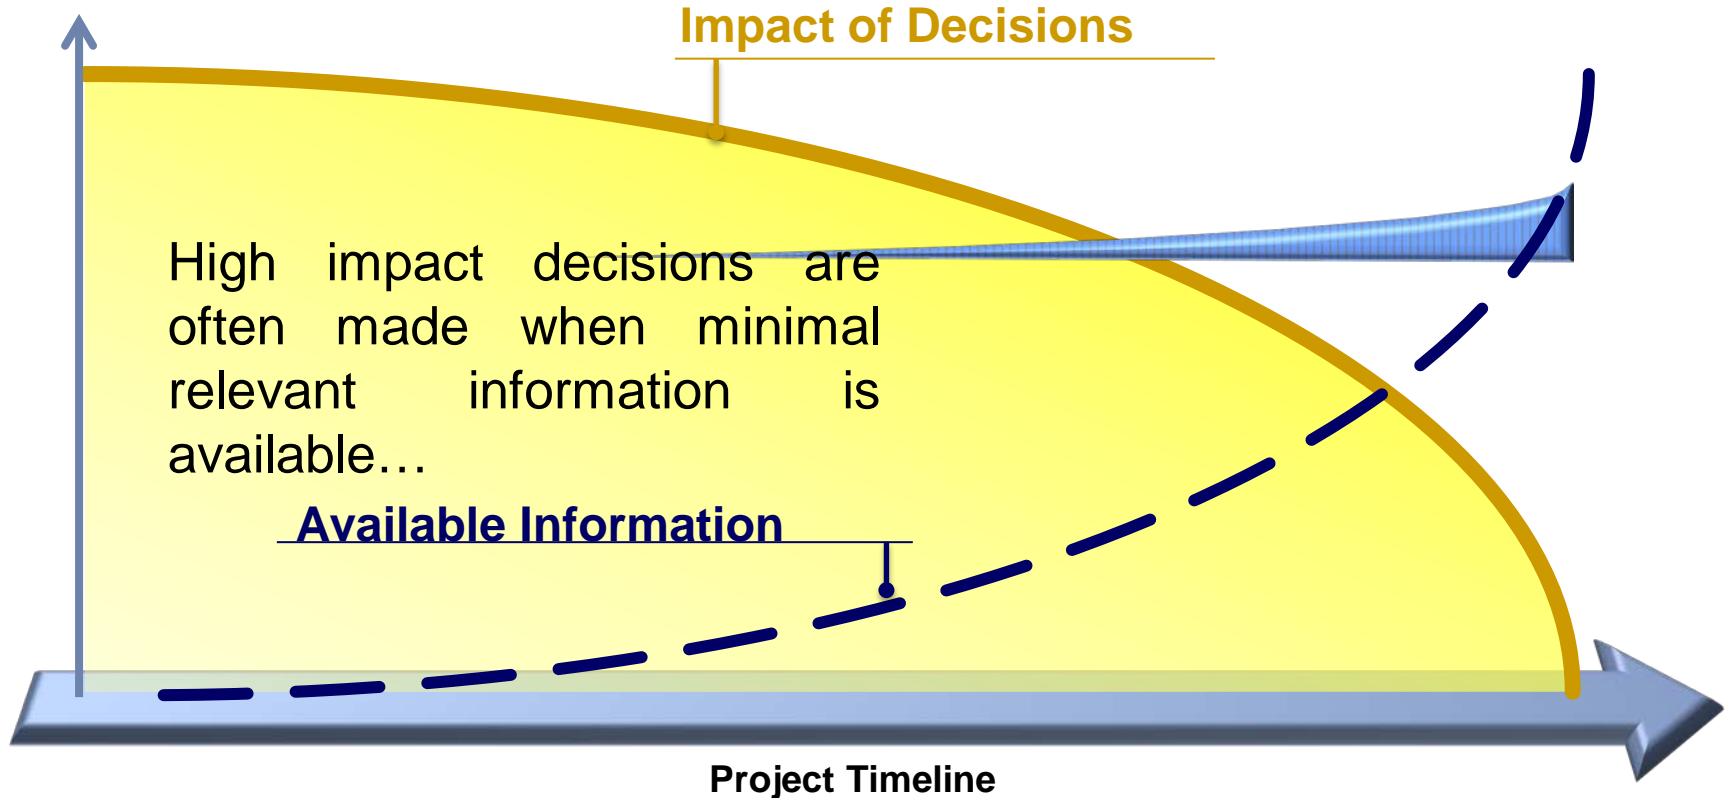 Impact of Decisions
High impact decisions are
often made when minimal
relevant information is
available…
Available Information
Project Timeline